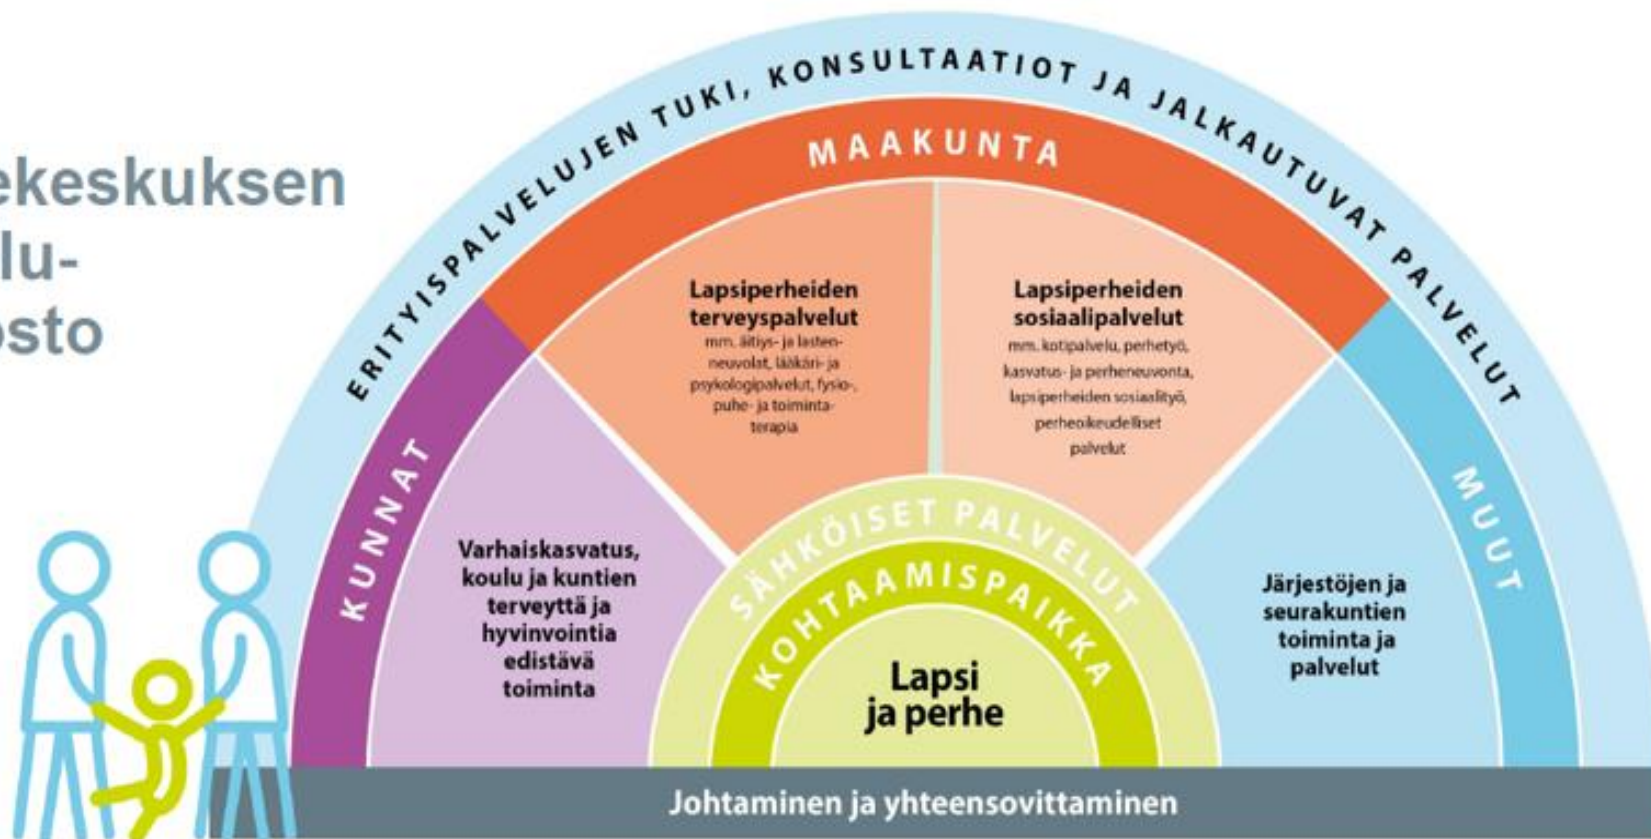 ekeskuksen
lu-
osto
ERITYISPALVELUJEN TUKI, KONSULTAATIOT JA JALKAUTUVAT PALVELUT
MAAKUNTA
KUNNAT
MUUT
Lapsiperheiden
terveyspalvelut
mm. äitiys- ja lasten-
neuvolat, lääkäri- ja
psykologipalvelut, fysio-,
puhe- ja toiminta-
terapia
Lapsiperheiden
sosiaalipalvelut
mm. kotipalvelu, perhetyö,
kasvatus- ja perheneuvonta,
lapsiperheiden sosiaalityö,
perheoikeudelliset
palvelut
Varhaiskasvatus,
koulu ja kuntien
terveyttä ja
hyvinvointia
edistävä
toiminta
Järjestöjen ja
seurakuntien
toiminta ja
palvelut
SÄHKÖISET PALVELUT
KOHTAAMISPAIKKA
Lapsi
ja perhe
Johtaminen ja yhteensovittaminen